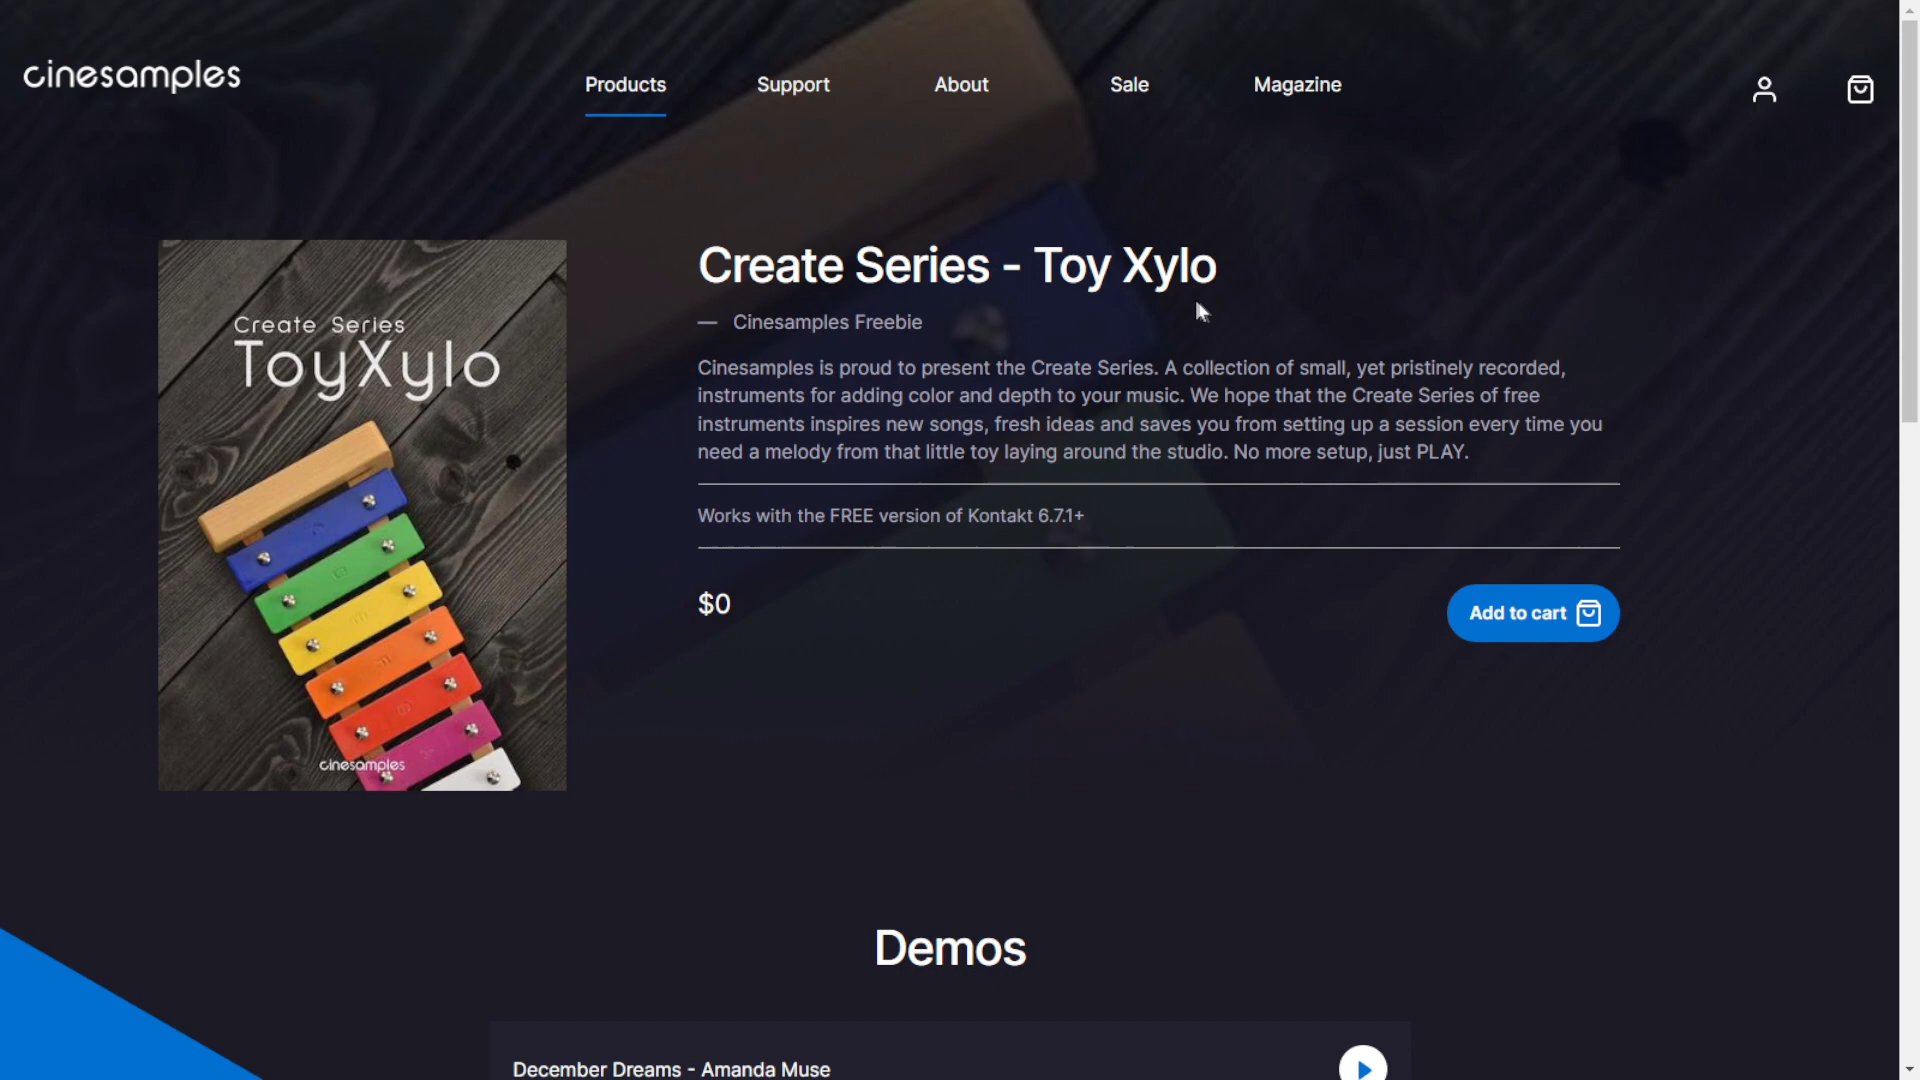 cinesamples
Products
Support
About
Sale
Magazine
Create Series
ToyXylo
cinesamples
Create Series - Toy Xylo
— Cinesamples Freebie
Cinesamples is proud to present the Create Series. A collection of small, yet pristinely recorded,
instruments for adding color and depth to your music. We hope that the Create Series of free
instruments inspires new songs, fresh ideas and saves you from setting up a session every time you
need a melody from that little toy laying around the studio. No more setup, just PLAY.
Works with the FREE version of Kontakt 6.7.1+
$0
Add to cart
Demos
December Dreams - Amanda Muse